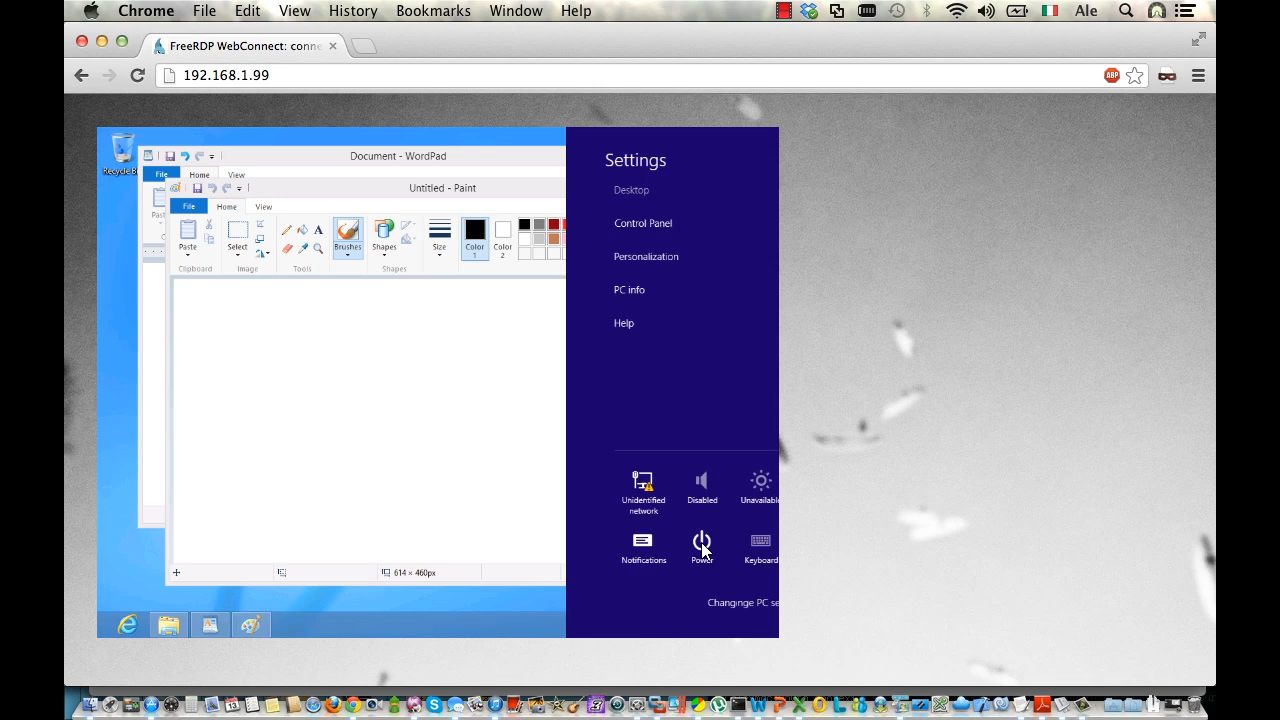 Chrome File Edit View History Bookmarks Window Help Ale
FreeRDP WebConnect: conne
192.168.1.99
ABP
Document - WordPad
File Home View
Untitled - Paint
File Home View
Paste
Select
Brushes
Shapes
Size
Color 1
Color 2
Clipboard Image Tools Shapes
614 × 460px
Settings
Desktop
Control Panel
Personalization
PC info
Help
Unidentified network
Disabled
Unavailable
Notifications
Power
Keyboard
Changinge PC se